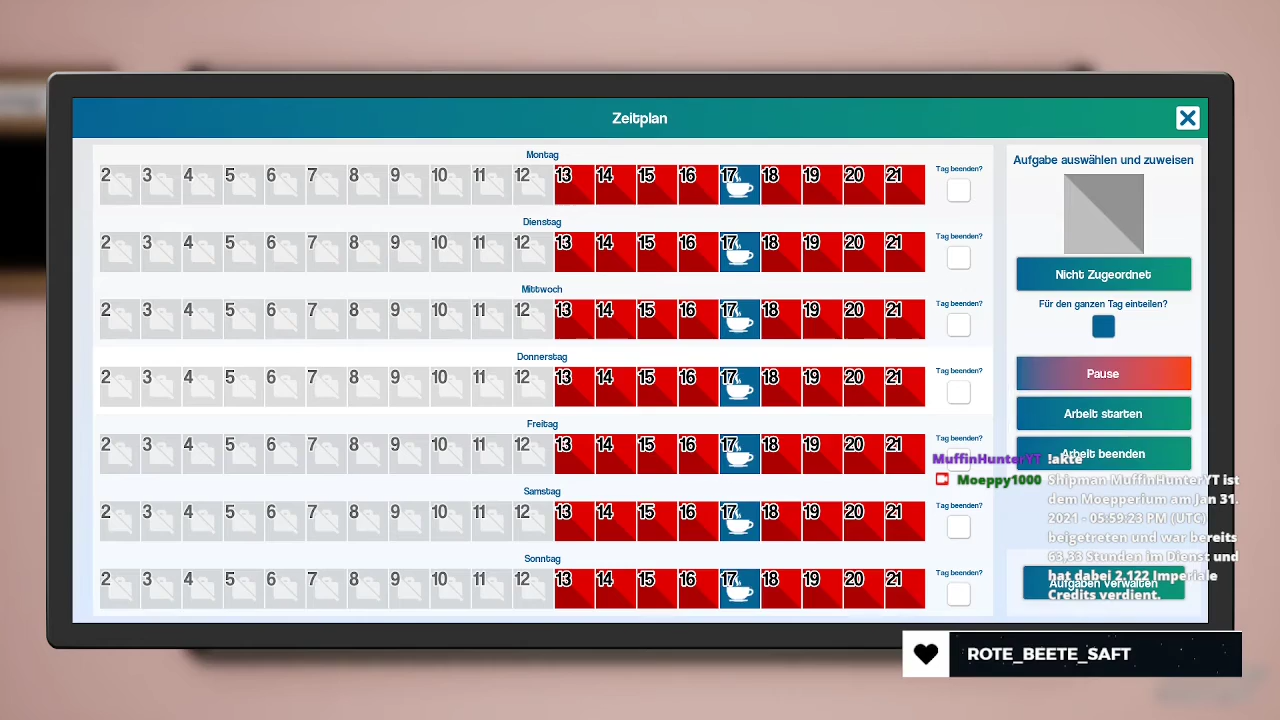 Zeitplan
Montag
2 3 4 5 6 7 8 9 10 11 12 13 14 15 16 17 18 19 20 21
Tag beenden?
Dienstag
2 3 4 5 6 7 8 9 10 11 12 13 14 15 16 17 18 19 20 21
Tag beenden?
Mittwoch
2 3 4 5 6 7 8 9 10 11 12 13 14 15 16 17 18 19 20 21
Tag beenden?
Donnerstag
2 3 4 5 6 7 8 9 10 11 12 13 14 15 16 17 18 19 20 21
Tag beenden?
Freitag
2 3 4 5 6 7 8 9 10 11 12 13 14 15 16 17 18 19 20 21
Tag beenden?
Samstag
2 3 4 5 6 7 8 9 10 11 12 13 14 15 16 17 18 19 20 21
Tag beenden?
Sonntag
2 3 4 5 6 7 8 9 10 11 12 13 14 15 16 17 18 19 20 21
Tag beenden?
Aufgabe auswählen und zuweisen
Nicht Zugeordnet
Für den ganzen Tag einteilen?
Pause
Arbeit starten
Arbeit beenden
Aufgaben verwalten
MuffinHunterYT !akte
Moeppy1000 Shipman MuffinHunterYT ist
dem Moepperium am Jan 31.
2021 - 05:59:23 PM (UTC)
beigetreten und war bereits
63,33 Stunden im Dienst und
hat dabei 2.122 Imperiale
Credits verdient.
ROTE_BEETE_SAFT